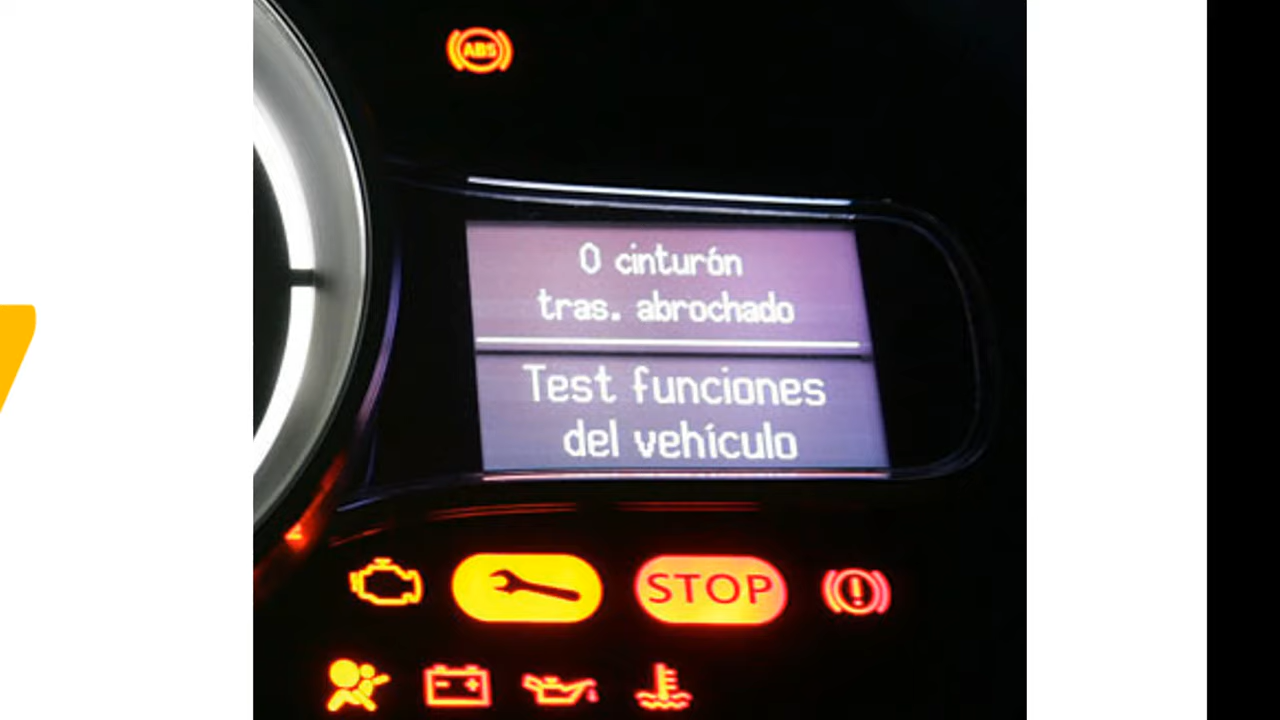 ABS
0 cinturón
tras. abrochado
Test funciones
del vehículo
STOP